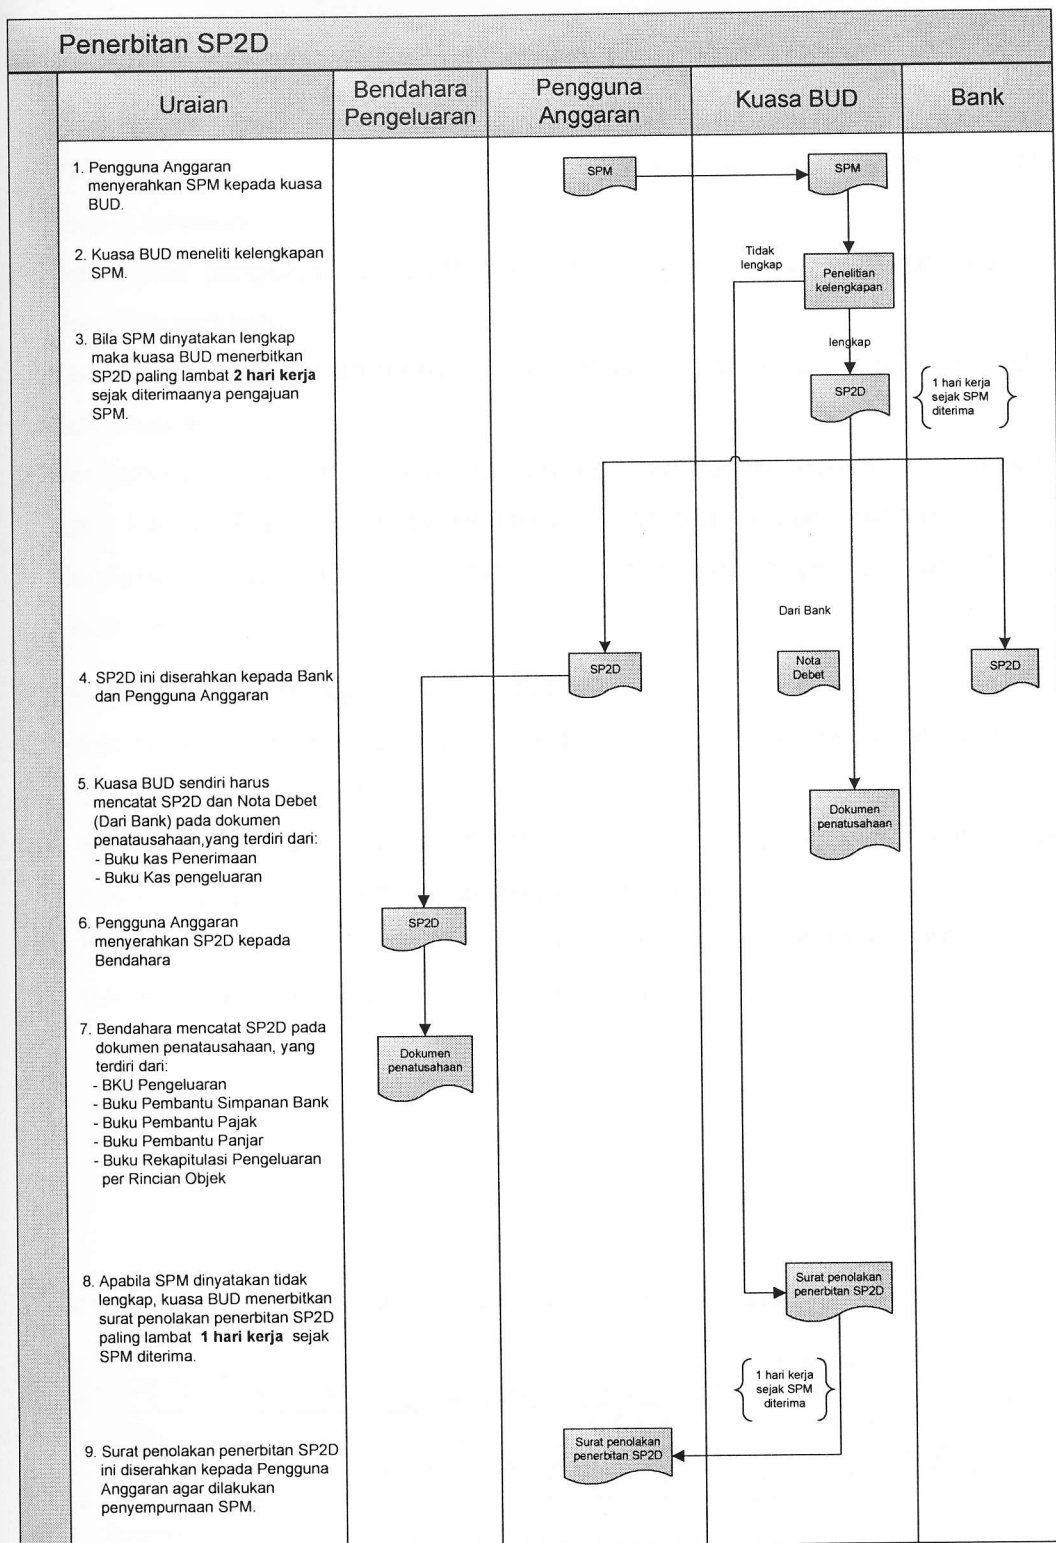 Penerbitan SP2D
Uraian
Bendahara
Pengeluaran
Pengguna
Anggaran
Kuasa BUD
Bank
1. Pengguna Anggaran
menyerahkan SPM kepada kuasa
BUD.
SPM
SPM
2. Kuasa BUD meneliti kelengkapan
SPM.
Tidak
lengkap
Penelitian
kelengkapan
3. Bila SPM dinyatakan lengkap
maka kuasa BUD menerbitkan
SP2D paling lambat 2 hari kerja
sejak diterimaanya pengajuan
SPM.
lengkap
SP2D
1 hari kerja
sejak SPM
diterima
Dari Bank
4. SP2D ini diserahkan kepada Bank
dan Pengguna Anggaran
SP2D
Nota
Debet
SP2D
5. Kuasa BUD sendiri harus
mencatat SP2D dan Nota Debet
(Dari Bank) pada dokumen
penatausahaan,yang terdiri dari:
- Buku kas Penerimaan
- Buku Kas pengeluaran
Dokumen
penatusahaan
6. Pengguna Anggaran
menyerahkan SP2D kepada
Bendahara
SP2D
7. Bendahara mencatat SP2D pada
dokumen penatausahaan, yang
terdiri dari:
- BKU Pengeluaran
- Buku Pembantu Simpanan Bank
- Buku Pembantu Pajak
- Buku Pembantu Panjar
- Buku Rekapitulasi Pengeluaran
per Rincian Objek
Dokumen
penatusahaan
8. Apabila SPM dinyatakan tidak
lengkap, kuasa BUD menerbitkan
surat penolakan penerbitan SP2D
paling lambat 1 hari kerja sejak
SPM diterima.
Surat penolakan
penerbitan SP2D
1 hari kerja
sejak SPM
diterima
9. Surat penolakan penerbitan SP2D
ini diserahkan kepada Pengguna
Anggaran agar dilakukan
penyempurnaan SPM.
Surat penolakan
penerbitan SP2D